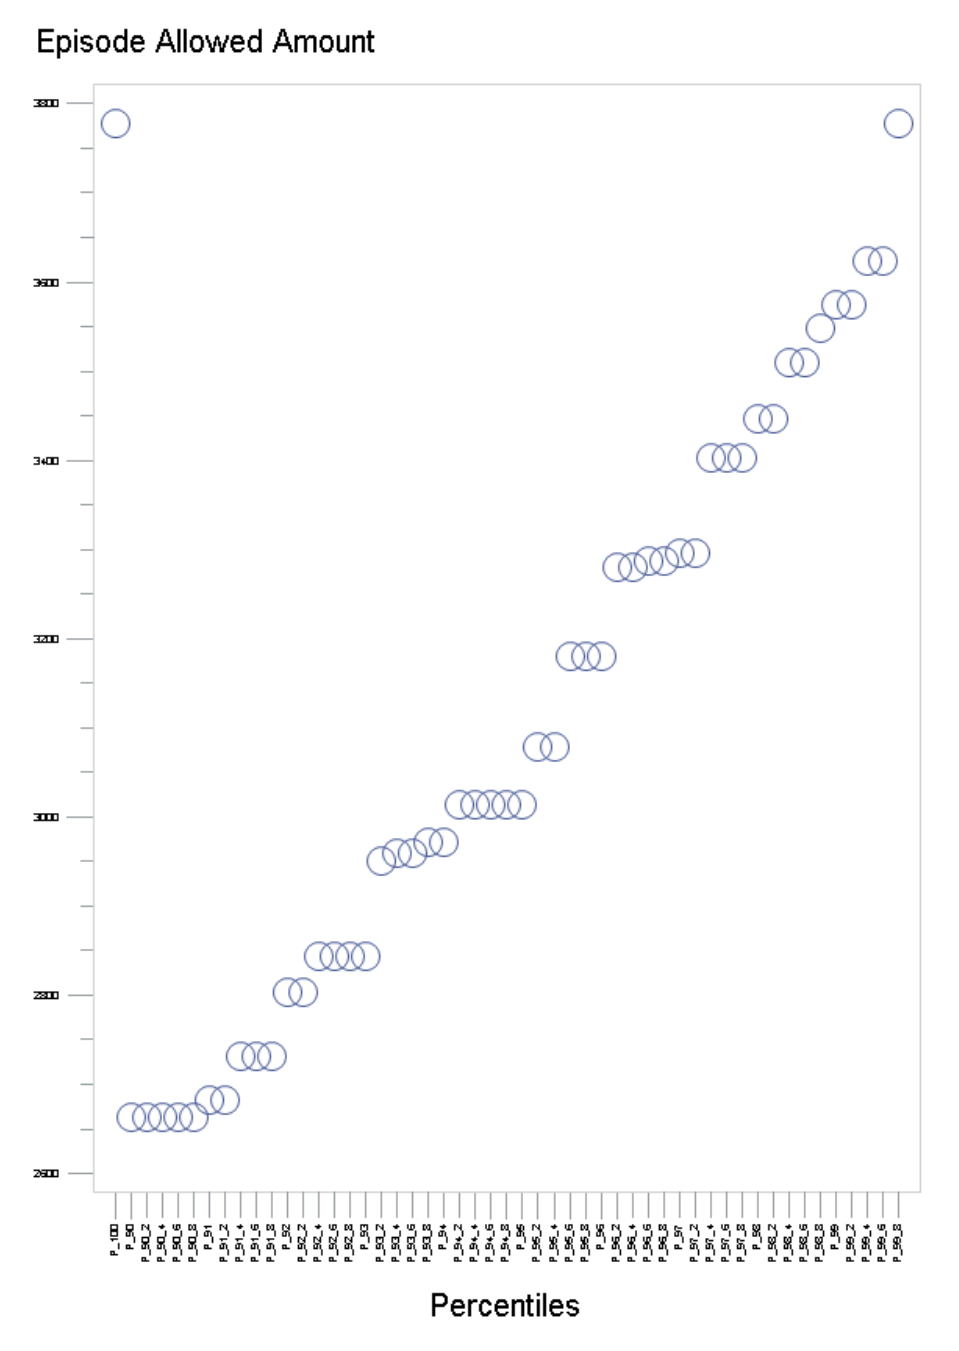 Episode Allowed Amount
3800
3600
3400
3200
3000
2800
2600
P_100
P_90
P_90_2
P_90_4
P_90_6
P_90_8
P_91
P_91_2
P_91_4
P_91_6
P_91_8
P_92
P_92_2
P_92_4
P_92_6
P_92_8
P_93
P_93_2
P_93_4
P_93_6
P_93_8
P_94
P_94_2
P_94_4
P_94_6
P_94_8
P_95
P_95_2
P_95_4
P_95_6
P_95_8
P_96
P_96_2
P_96_4
P_96_6
P_96_8
P_97
P_97_2
P_97_4
P_97_6
P_97_8
P_98
P_98_2
P_98_4
P_98_6
P_98_8
P_99
P_99_2
P_99_4
P_99_6
P_99_8
Percentiles